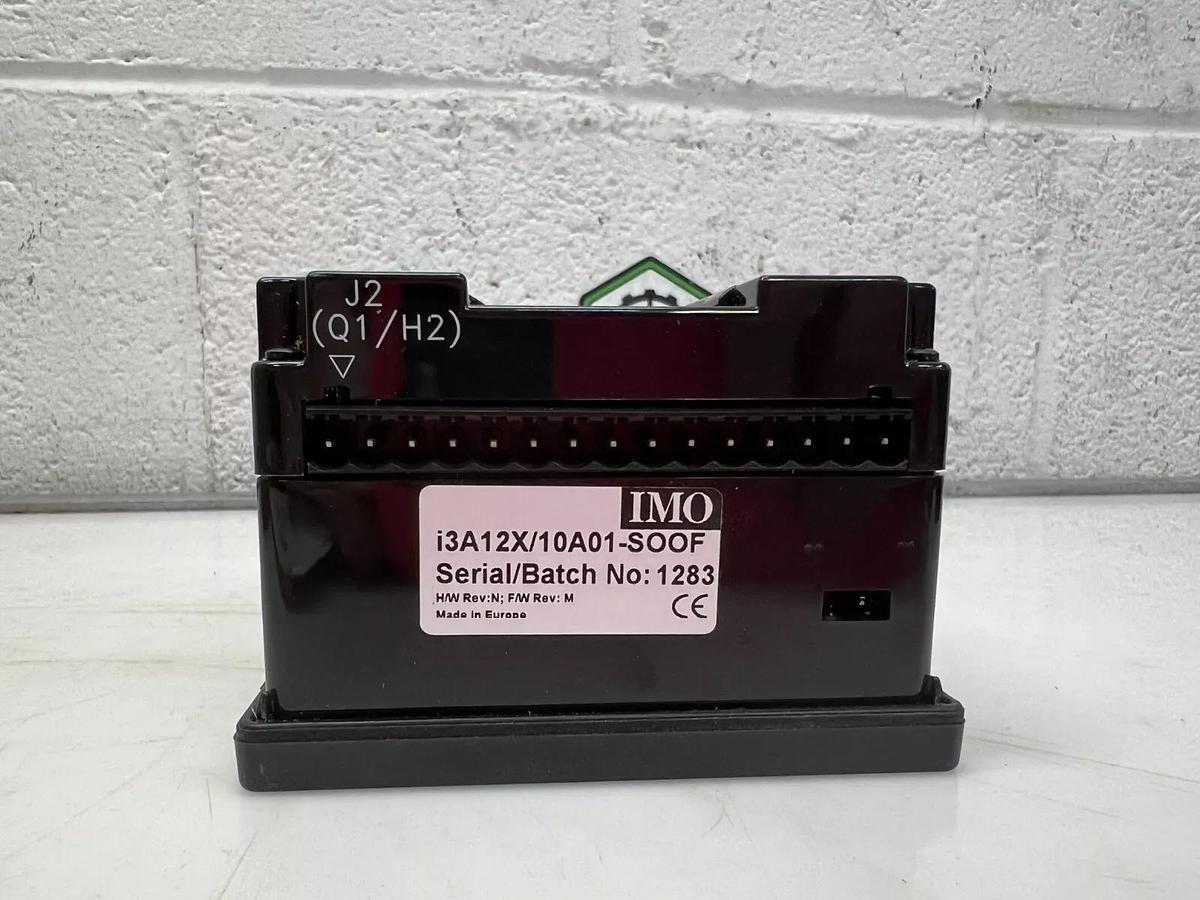 J2
(Q1/H2)
IMO
i3A12X/10A01-SOOF
Serial/Batch No: 1283
H/W Rev:N; F/W Rev: M
Made in Europe
CE